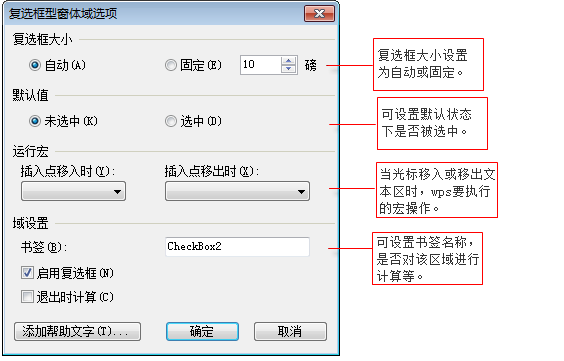 复选框型窗体域选项
复选框大小
自动(A)
固定(E)
10
磅
复选框大小设置
为自动或固定。
默认值
未选中(K)
选中(D)
可设置默认状态
下是否被选中。
运行宏
插入点移入时(Y):
插入点移出时(X):
当光标移入或移出文
本区时，wps要执行
的宏操作。
域设置
书签(B):
CheckBox2
可设置书签名称，
是否对该区域进行
计算等。
启用复选框(N)
退出时计算(C)
添加帮助文字(T)...
确定
取消